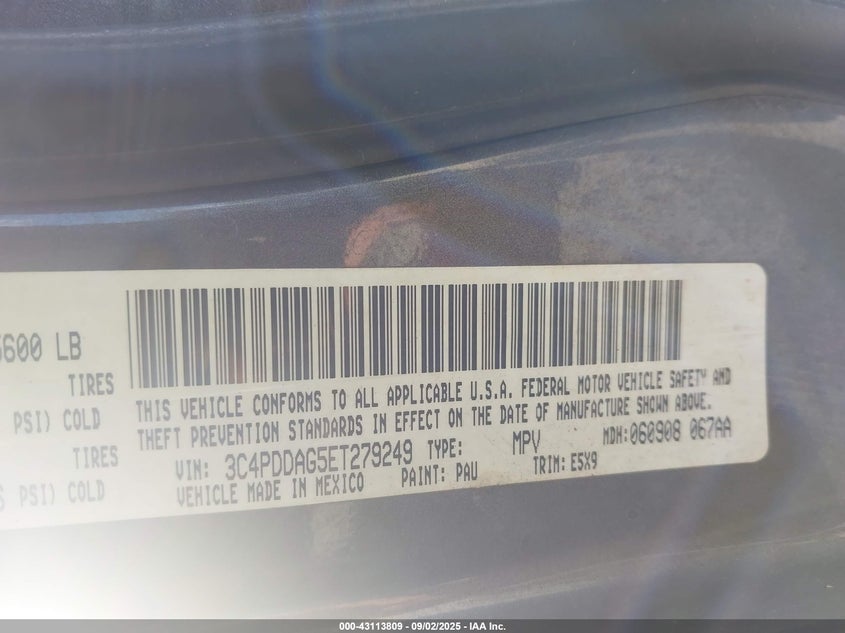 600 LB
TIRES
PSI) COLD
TIRES
PSI) COLD
THIS VEHICLE CONFORMS TO ALL APPLICABLE U.S.A. FEDERAL MOTOR VEHICLE SAFETY AND
THEFT PREVENTION STANDARDS IN EFFECT ON THE DATE OF MANUFACTURE SHOWN ABOVE.
VIN: 3C4PDDAG5ET279249 TYPE: MPV MDH:060908 067AA
VEHICLE MADE IN MEXICO PAINT: PAU TRIM: E5X9
000-43113809 - 09/02/2025 - IAA Inc.